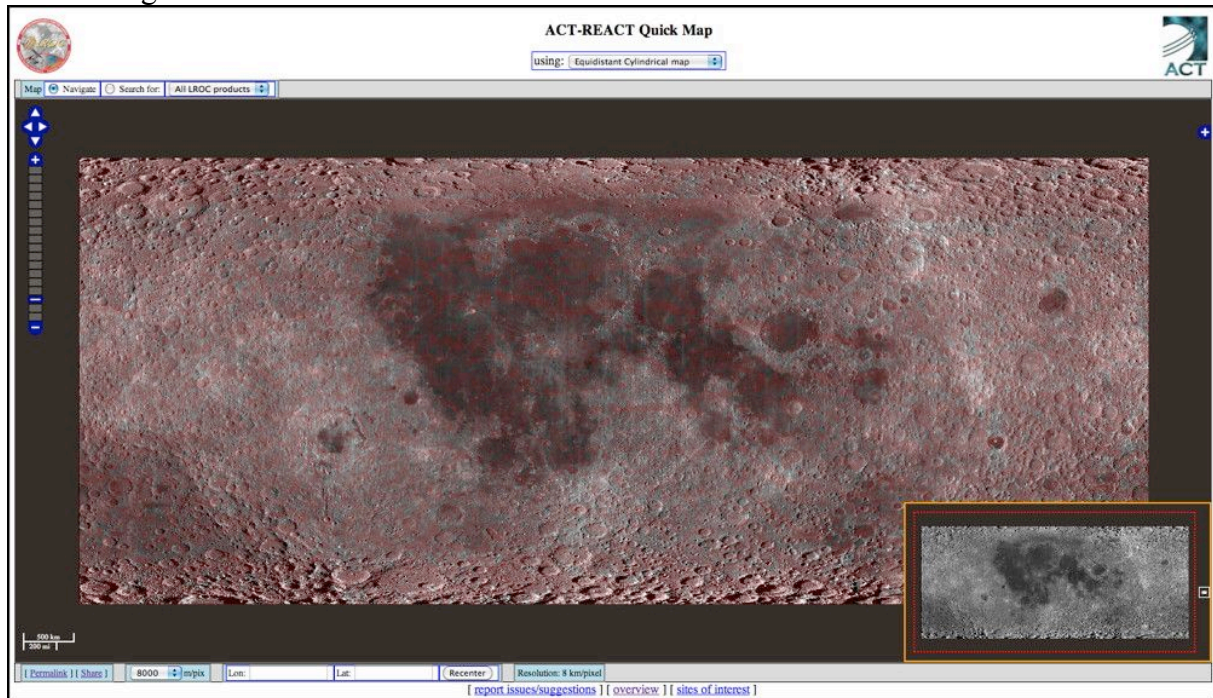 ACT-REACT Quick Map
using: Equidistant Cylindrical map
ACT
Map Navigate Search for: All LROC products
500 km
200 mi
[ Permalink ] [ Share ] 8000 m/pix Lon: Lat: Recenter Resolution: 8 km/pixel
[ report issues/suggestions ] [ overview ] [ sites of interest ]